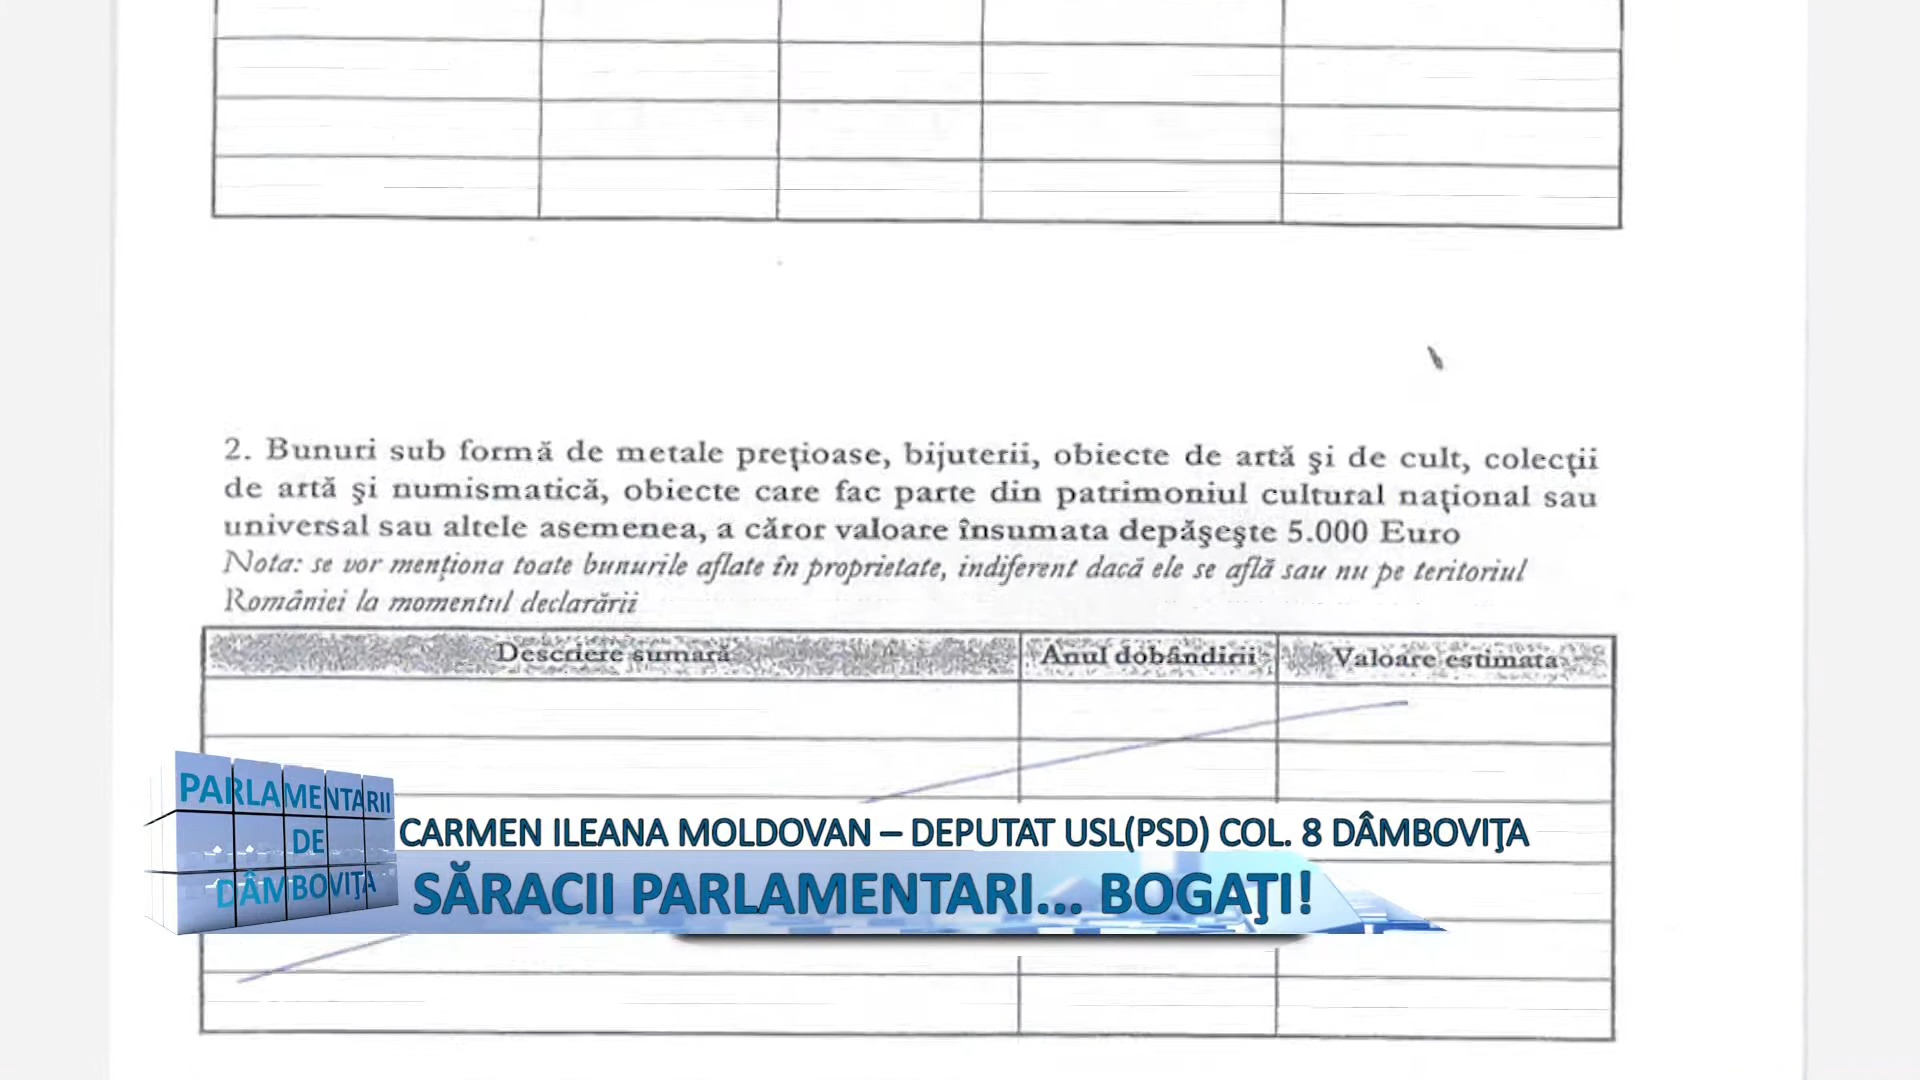 2. Bunuri sub formă de metale preţioase, bijuterii, obiecte de artă şi de cult, colecţii
de artă şi numismatică, obiecte care fac parte din patrimoniul cultural naţional sau
universal sau altele asemenea, a căror valoare însumata depăşeşte 5.000 Euro
Nota: se vor menţiona toate bunurile aflate în proprietate, indiferent dacă ele se află sau nu pe teritoriul
României la momentul declarării
Descriere sumară Anul dobândirii Valoare estimata
PARLAMENTARII
DE
DÂMBOVIŢA
CARMEN ILEANA MOLDOVAN – DEPUTAT USL(PSD) COL. 8 DÂMBOVIŢA
SĂRACII PARLAMENTARI... BOGAŢI!